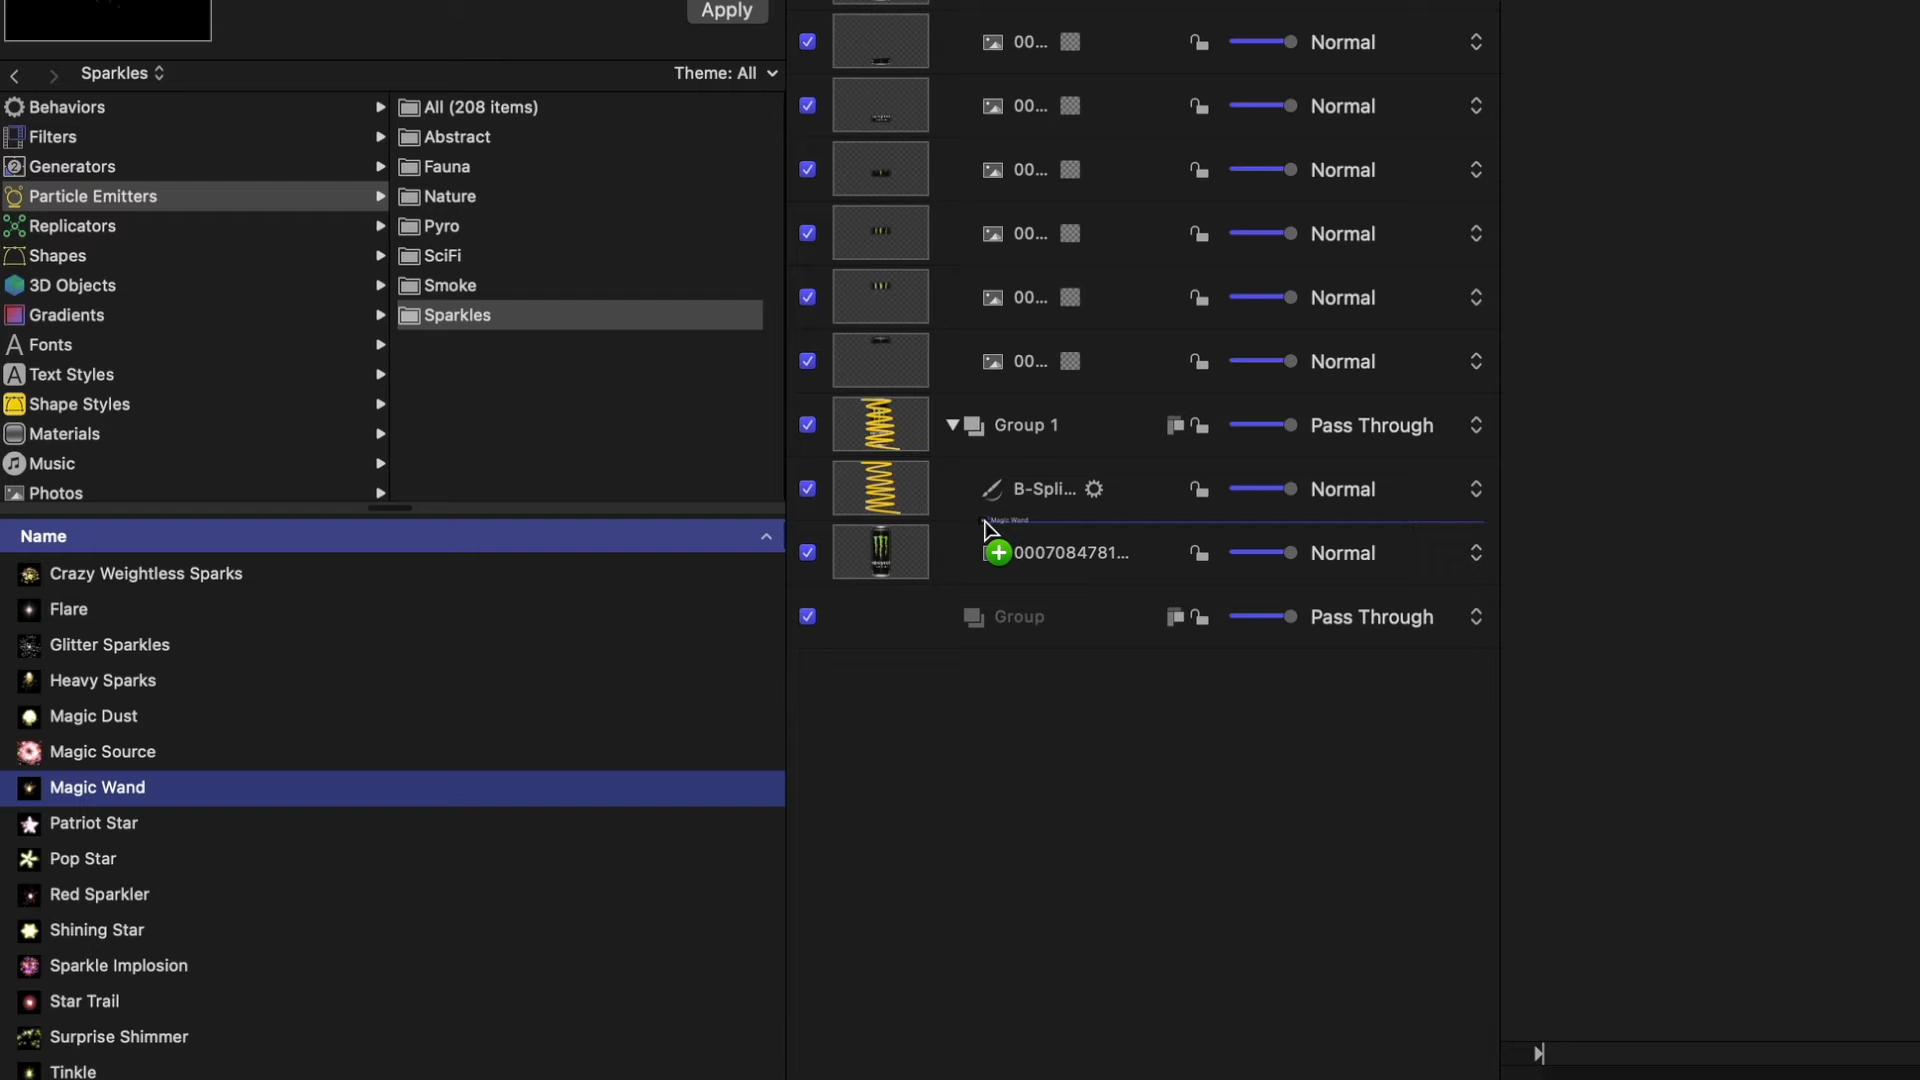 Apply
Sparkles
Theme: All
Behaviors
Filters
Generators
Particle Emitters
Replicators
Shapes
3D Objects
Gradients
Fonts
Text Styles
Shape Styles
Materials
Music
Photos
All (208 items)
Abstract
Fauna
Nature
Pyro
SciFi
Smoke
Sparkles
Name
Crazy Weightless Sparks
Flare
Glitter Sparkles
Heavy Sparks
Magic Dust
Magic Source
Magic Wand
Patriot Star
Pop Star
Red Sparkler
Shining Star
Sparkle Implosion
Star Trail
Surprise Shimmer
Tinkle
00... Normal
00... Normal
00... Normal
00... Normal
00... Normal
00... Normal
Group 1 Pass Through
B-Spli... Normal
Magic Wand
0007084781... Normal
Group Pass Through